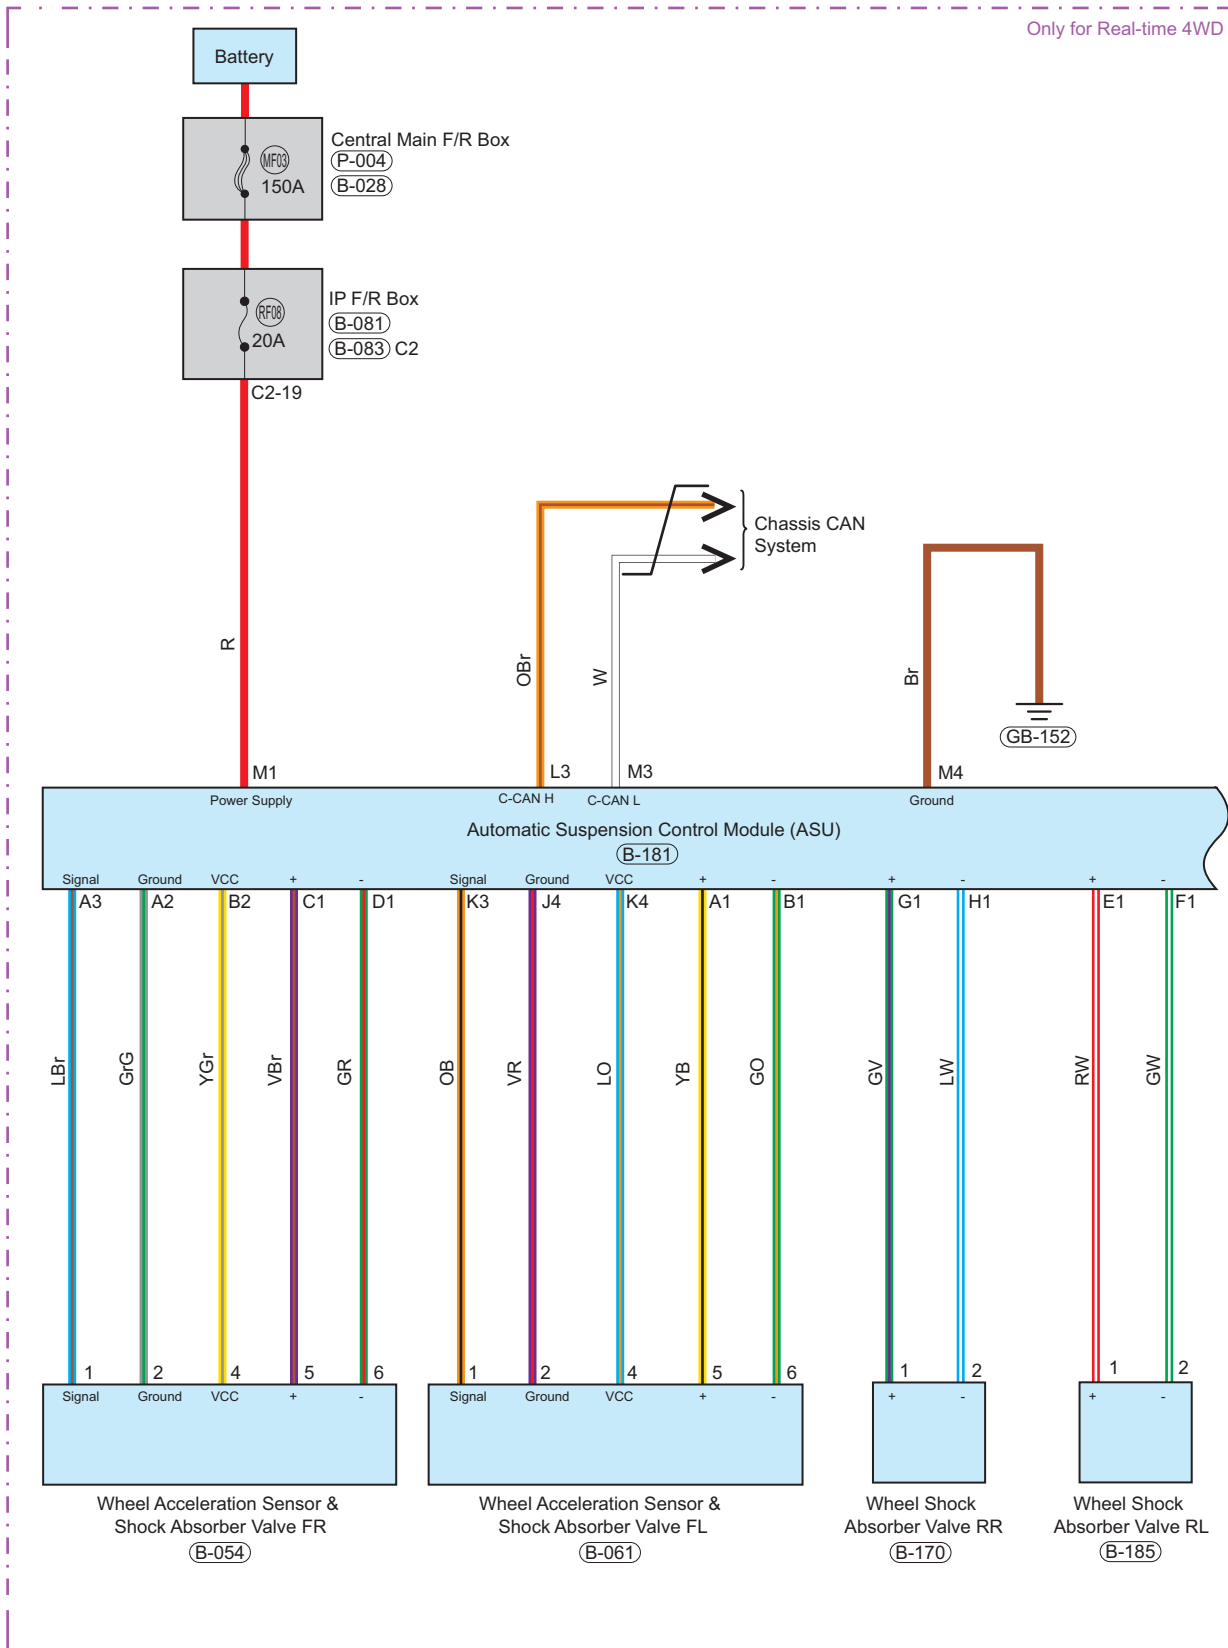 Only for Real-time 4WD
Battery
Central Main F/R Box
P-004
B-028
MF03
150A
IP F/R Box
B-081
B-083 C2
RF08
20A
C2-19
Chassis CAN
System
R
OBr
W
Br
GB-152
M1 L3 M3 M4
Power Supply C-CAN H C-CAN L Ground
Automatic Suspension Control Module (ASU)
B-181
Signal Ground VCC + - Signal Ground VCC + - + - + -
A3 A2 B2 C1 D1 K3 J4 K4 A1 B1 G1 H1 E1 F1
LBr GrG YGr VBr GR OB VR LO YB GO GV LW RW GW
1 2 4 5 6 1 2 4 5 6 1 2 1 2
Signal Ground VCC + - Signal Ground VCC + - + - + -
Wheel Acceleration Sensor &
Shock Absorber Valve FR
B-054
Wheel Acceleration Sensor &
Shock Absorber Valve FL
B-061
Wheel Shock
Absorber Valve RR
B-170
Wheel Shock
Absorber Valve RL
B-185